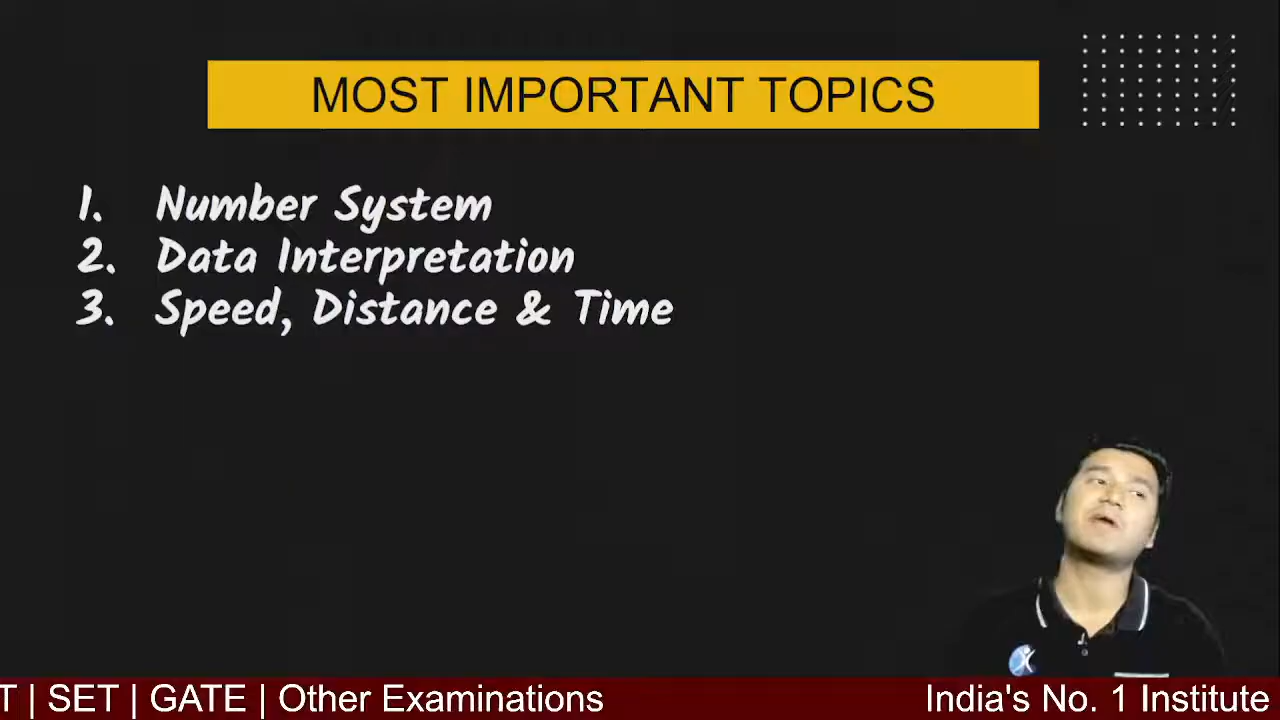 MOST IMPORTANT TOPICS
1. Number System
2. Data Interpretation
3. Speed, Distance & Time
T | SET | GATE | Other Examinations
India's No. 1 Institute